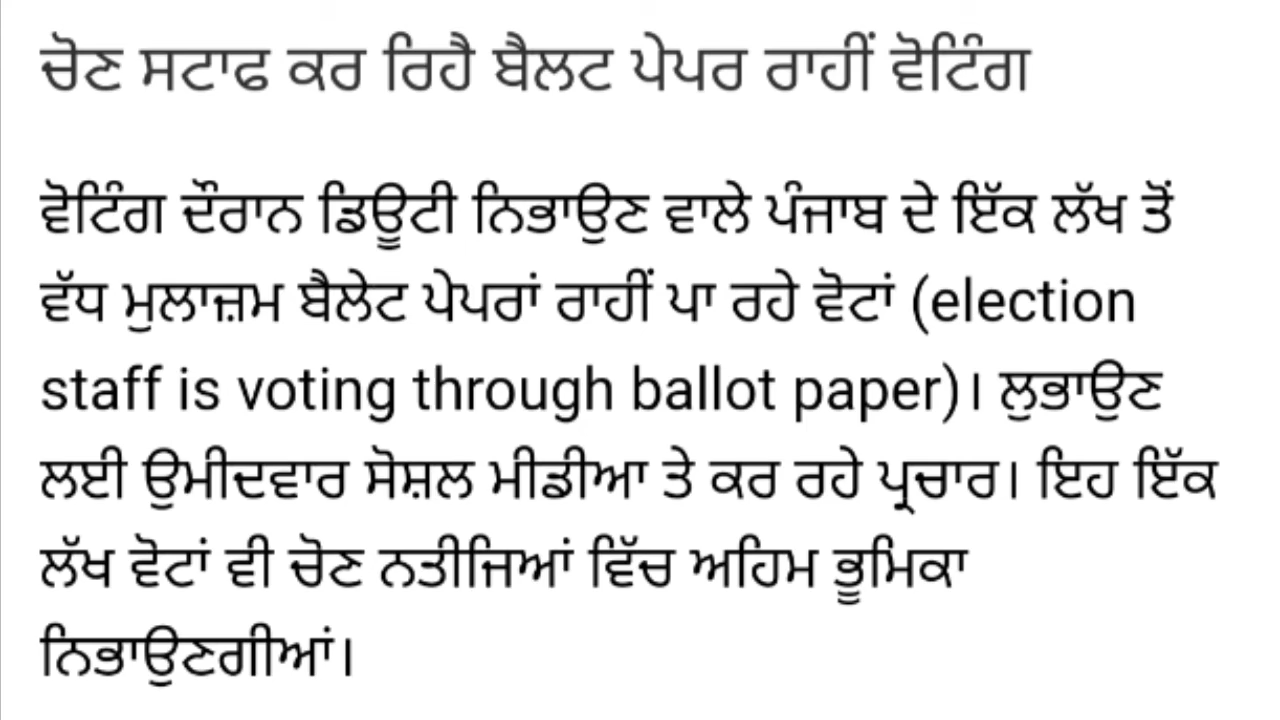 ਚੋਣ ਸਟਾਫ ਕਰ ਰਿਹੈ ਬੈਲਟ ਪੇਪਰ ਰਾਹੀਂ ਵੋਟਿੰਗ
ਵੋਟਿੰਗ ਦੌਰਾਨ ਡਿਊਟੀ ਨਿਭਾਉਣ ਵਾਲੇ ਪੰਜਾਬ ਦੇ ਇੱਕ ਲੱਖ ਤੋਂ
ਵੱਧ ਮੁਲਾਜ਼ਮ ਬੈਲੇਟ ਪੇਪਰਾਂ ਰਾਹੀਂ ਪਾ ਰਹੇ ਵੋਟਾਂ (election
staff is voting through ballot paper)। ਲੁਭਾਉਣ
ਲਈ ਉਮੀਦਵਾਰ ਸੋਸ਼ਲ ਮੀਡੀਆ ਤੇ ਕਰ ਰਹੇ ਪ੍ਰਚਾਰ। ਇਹ ਇੱਕ
ਲੱਖ ਵੋਟਾਂ ਵੀ ਚੋਣ ਨਤੀਜਿਆਂ ਵਿੱਚ ਅਹਿਮ ਭੂਮਿਕਾ
ਨਿਭਾਉਣਗੀਆਂ।